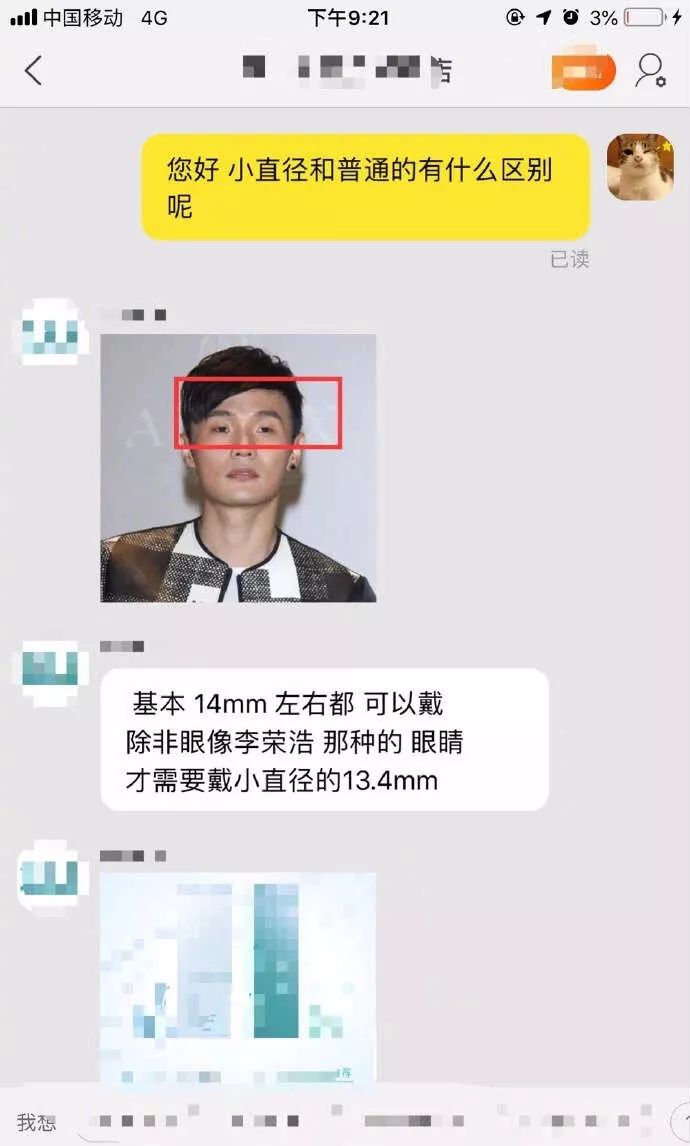 中国移动 4G 下午9:21 3%
店
您好 小直径和普通的有什么区别
呢
已读
A X
基本 14mm 左右都 可以戴
除非眼像李荣浩 那种的 眼睛
才需要戴小直径的13.4mm
荐
我想